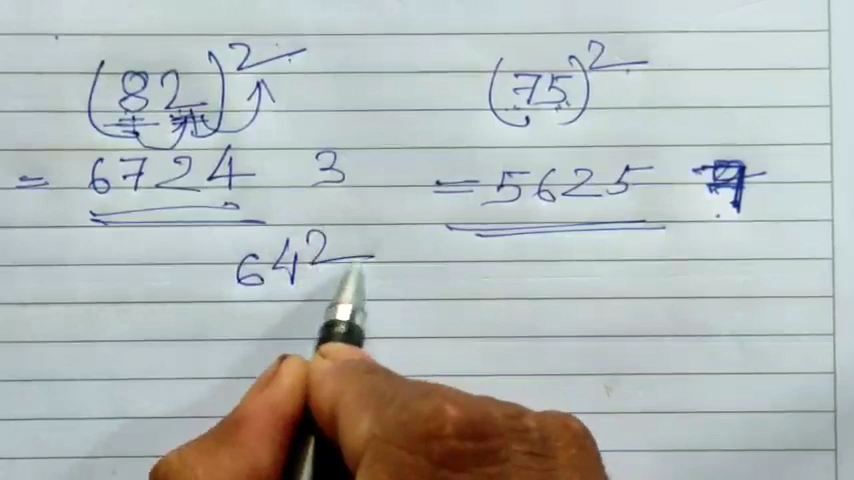 (82)² (75)²
= 6724 3 = 5625
64²